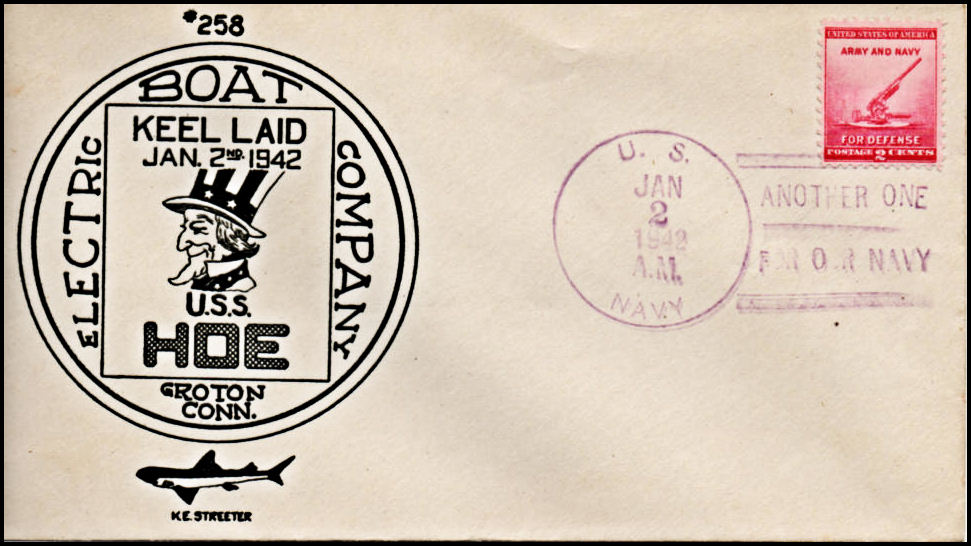 #258
ELECTRIC BOAT COMPANY
KEEL LAID
JAN. 2ND. 1942
U.S.S.
HOE
GROTON
CONN.
K.E. STREETER
U. S.
JAN
2
1942
A.M.
NAVY
UNITED STATES OF AMERICA
ARMY AND NAVY
FOR DEFENSE
POSTAGE 2 CENTS
ANOTHER ONE
FOR OUR NAVY